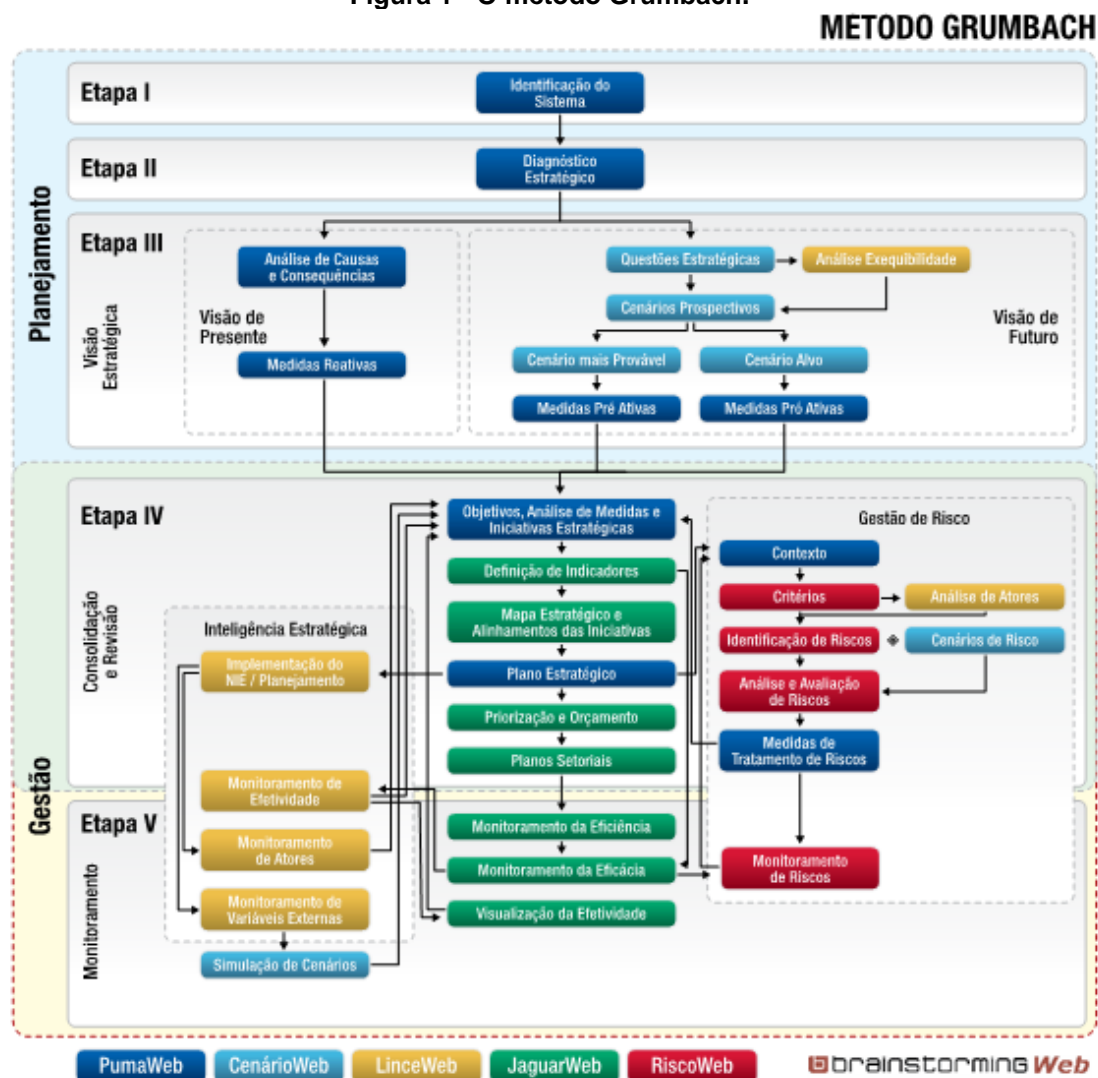 Figura 1 - O método Grumbach.
METODO GRUMBACH
Planejamento
Etapa I
Identificação do
Sistema
Etapa II
Diagnóstico
Estratégico
Etapa III
Visão
Estratégica
Análise de Causas
e Consequências
Visão de
Presente
Medidas Reativas
Questões Estratégicas
Análise Exequibilidade
Cenários Prospectivos
Visão de
Futuro
Cenário mais Provável
Cenário Alvo
Medidas Pré Ativas
Medidas Pró Ativas
Gestão
Etapa IV
Consolidação
e Revisão
Objetivos, Análise de Medidas e
Iniciativas Estratégicas
Definição de Indicadores
Mapa Estratégico e
Alinhamentos das Iniciativas
Plano Estratégico
Priorização e Orçamento
Planos Setoriais
Inteligência Estratégica
Implementação do
NIE / Planejamento
Monitoramento de
Efetividade
Gestão de Risco
Contexto
Critérios
Análise de Atores
Identificação de Riscos
Cenários de Risco
Análise e Avaliação
de Riscos
Medidas de
Tratamento de Riscos
Etapa V
Monitoramento
Monitoramento
de Atores
Monitoramento de
Variáveis Externas
Simulação de Cenários
Monitoramento da Eficiência
Monitoramento da Eficácia
Visualização da Efetividade
Monitoramento
de Riscos
PumaWeb
CenárioWeb
LinceWeb
JaguarWeb
RiscoWeb
brainstorming Web